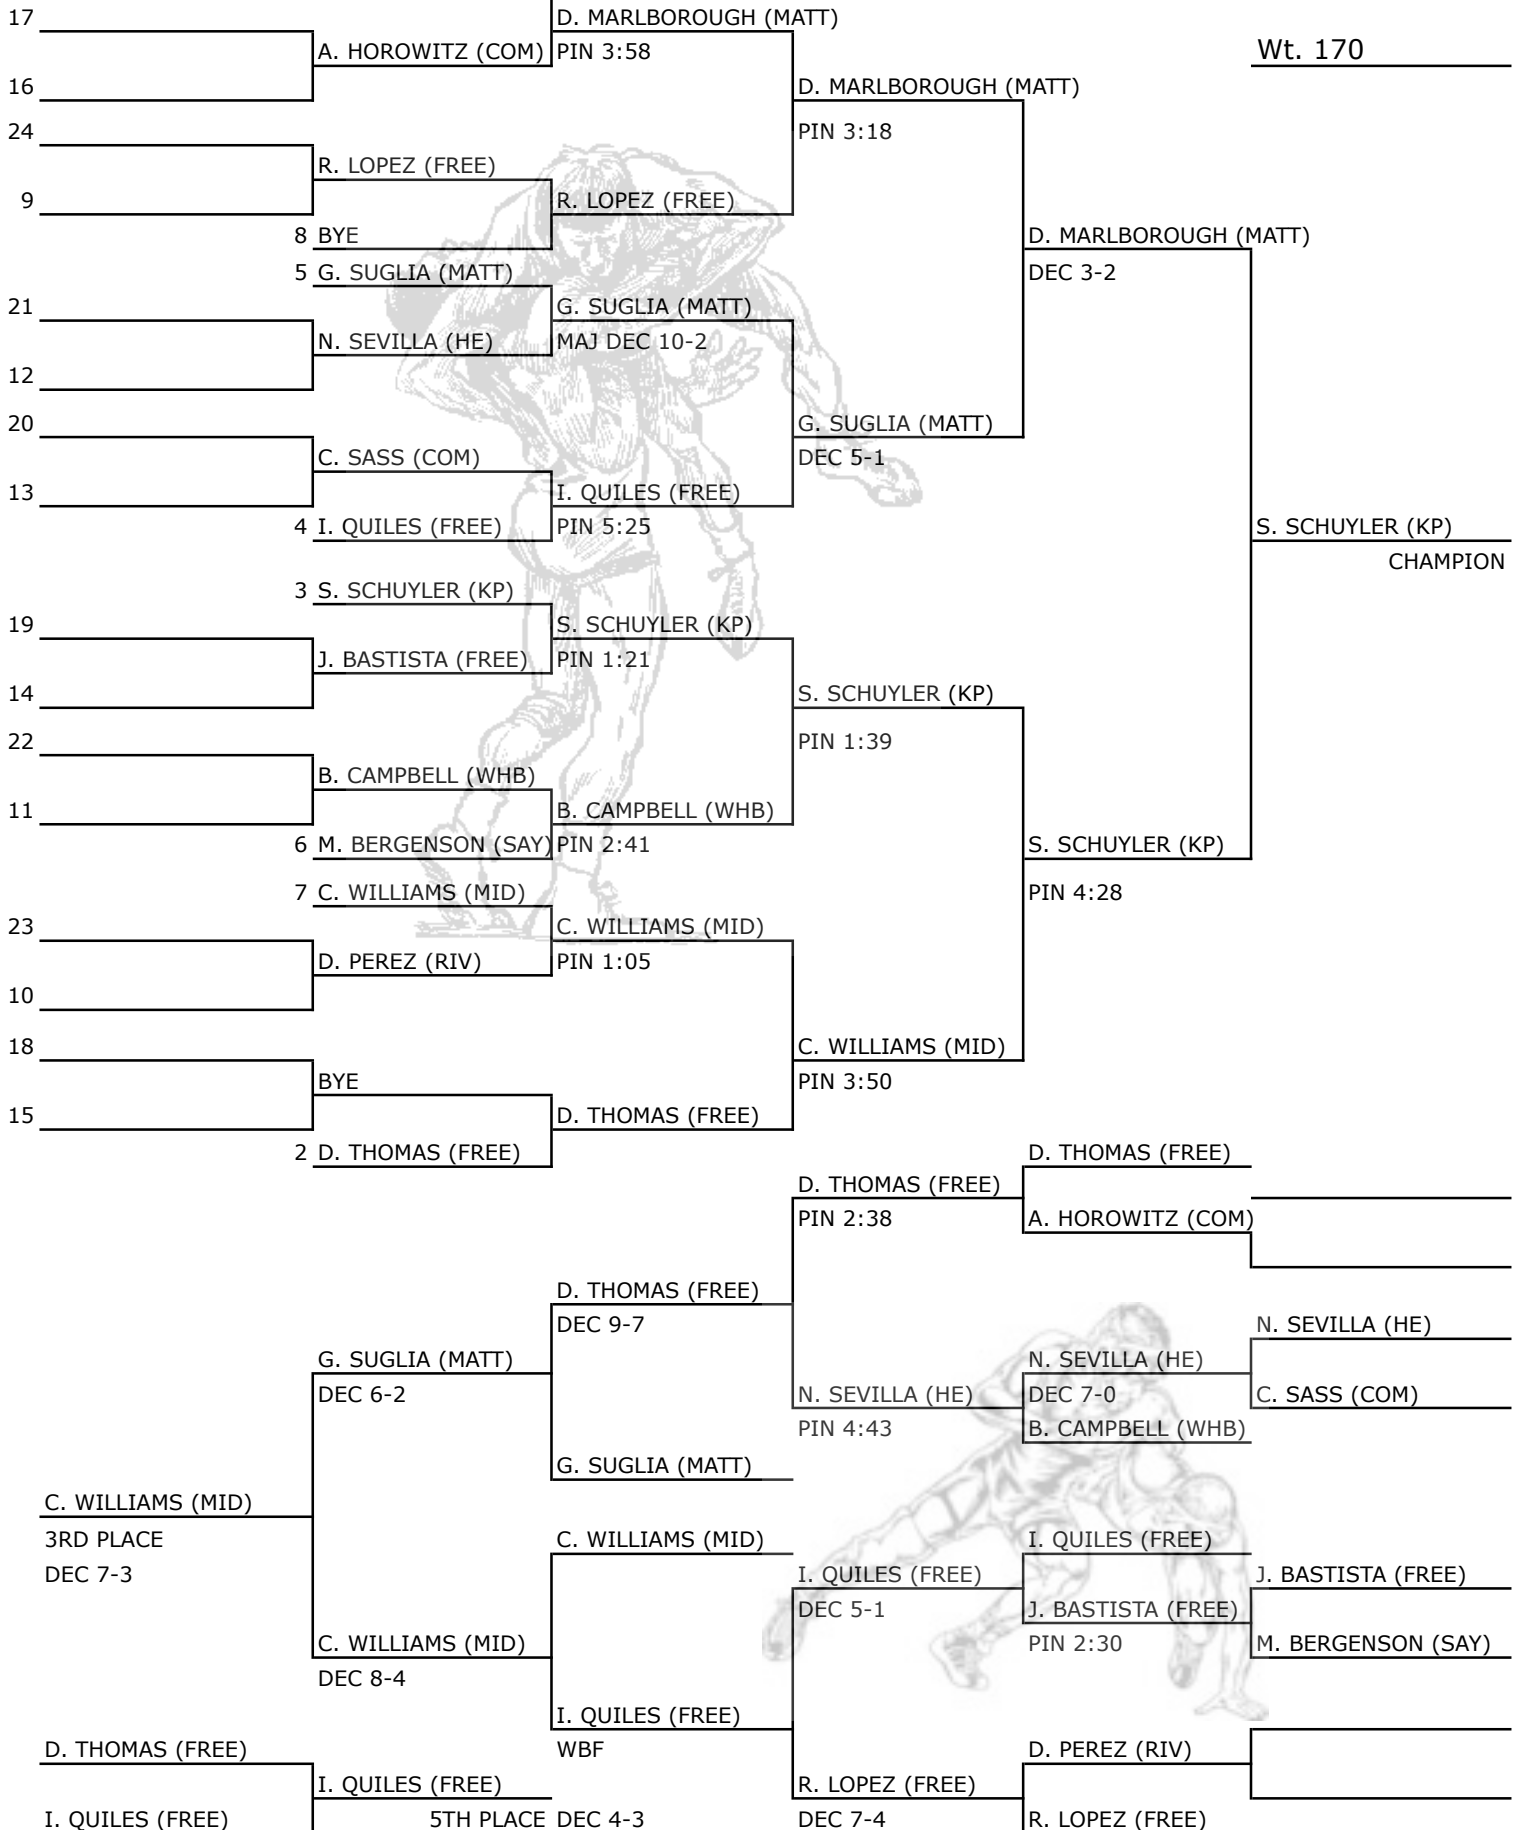 17
D. MARLBOROUGH (MATT)
A. HOROWITZ (COM)
PIN 3:58
Wt. 170
16
D. MARLBOROUGH (MATT)
24
PIN 3:18
R. LOPEZ (FREE)
9
R. LOPEZ (FREE)
8 BYE
D. MARLBOROUGH (MATT)
5 G. SUGLIA (MATT)
DEC 3-2
21
G. SUGLIA (MATT)
N. SEVILLA (HE)
MAJ DEC 10-2
12
20
G. SUGLIA (MATT)
C. SASS (COM)
DEC 5-1
13
I. QUILES (FREE)
4 I. QUILES (FREE)
PIN 5:25
S. SCHUYLER (KP)
CHAMPION
3 S. SCHUYLER (KP)
19
S. SCHUYLER (KP)
J. BASTISTA (FREE)
PIN 1:21
14
S. SCHUYLER (KP)
22
PIN 1:39
B. CAMPBELL (WHB)
11
B. CAMPBELL (WHB)
6 M. BERGENSON (SAY)
PIN 2:41
S. SCHUYLER (KP)
7 C. WILLIAMS (MID)
PIN 4:28
23
C. WILLIAMS (MID)
D. PEREZ (RIV)
PIN 1:05
10
18
C. WILLIAMS (MID)
BYE
PIN 3:50
15
D. THOMAS (FREE)
2 D. THOMAS (FREE)
D. THOMAS (FREE)
D. THOMAS (FREE)
PIN 2:38
A. HOROWITZ (COM)
D. THOMAS (FREE)
DEC 9-7
N. SEVILLA (HE)
G. SUGLIA (MATT)
N. SEVILLA (HE)
DEC 6-2
N. SEVILLA (HE)
DEC 7-0
C. SASS (COM)
PIN 4:43
B. CAMPBELL (WHB)
G. SUGLIA (MATT)
C. WILLIAMS (MID)
3RD PLACE
C. WILLIAMS (MID)
I. QUILES (FREE)
DEC 7-3
I. QUILES (FREE)
J. BASTISTA (FREE)
DEC 5-1
J. BASTISTA (FREE)
C. WILLIAMS (MID)
PIN 2:30
M. BERGENSON (SAY)
DEC 8-4
I. QUILES (FREE)
D. THOMAS (FREE)
WBF
D. PEREZ (RIV)
I. QUILES (FREE)
R. LOPEZ (FREE)
I. QUILES (FREE)
5TH PLACE
DEC 4-3
DEC 7-4
R. LOPEZ (FREE)